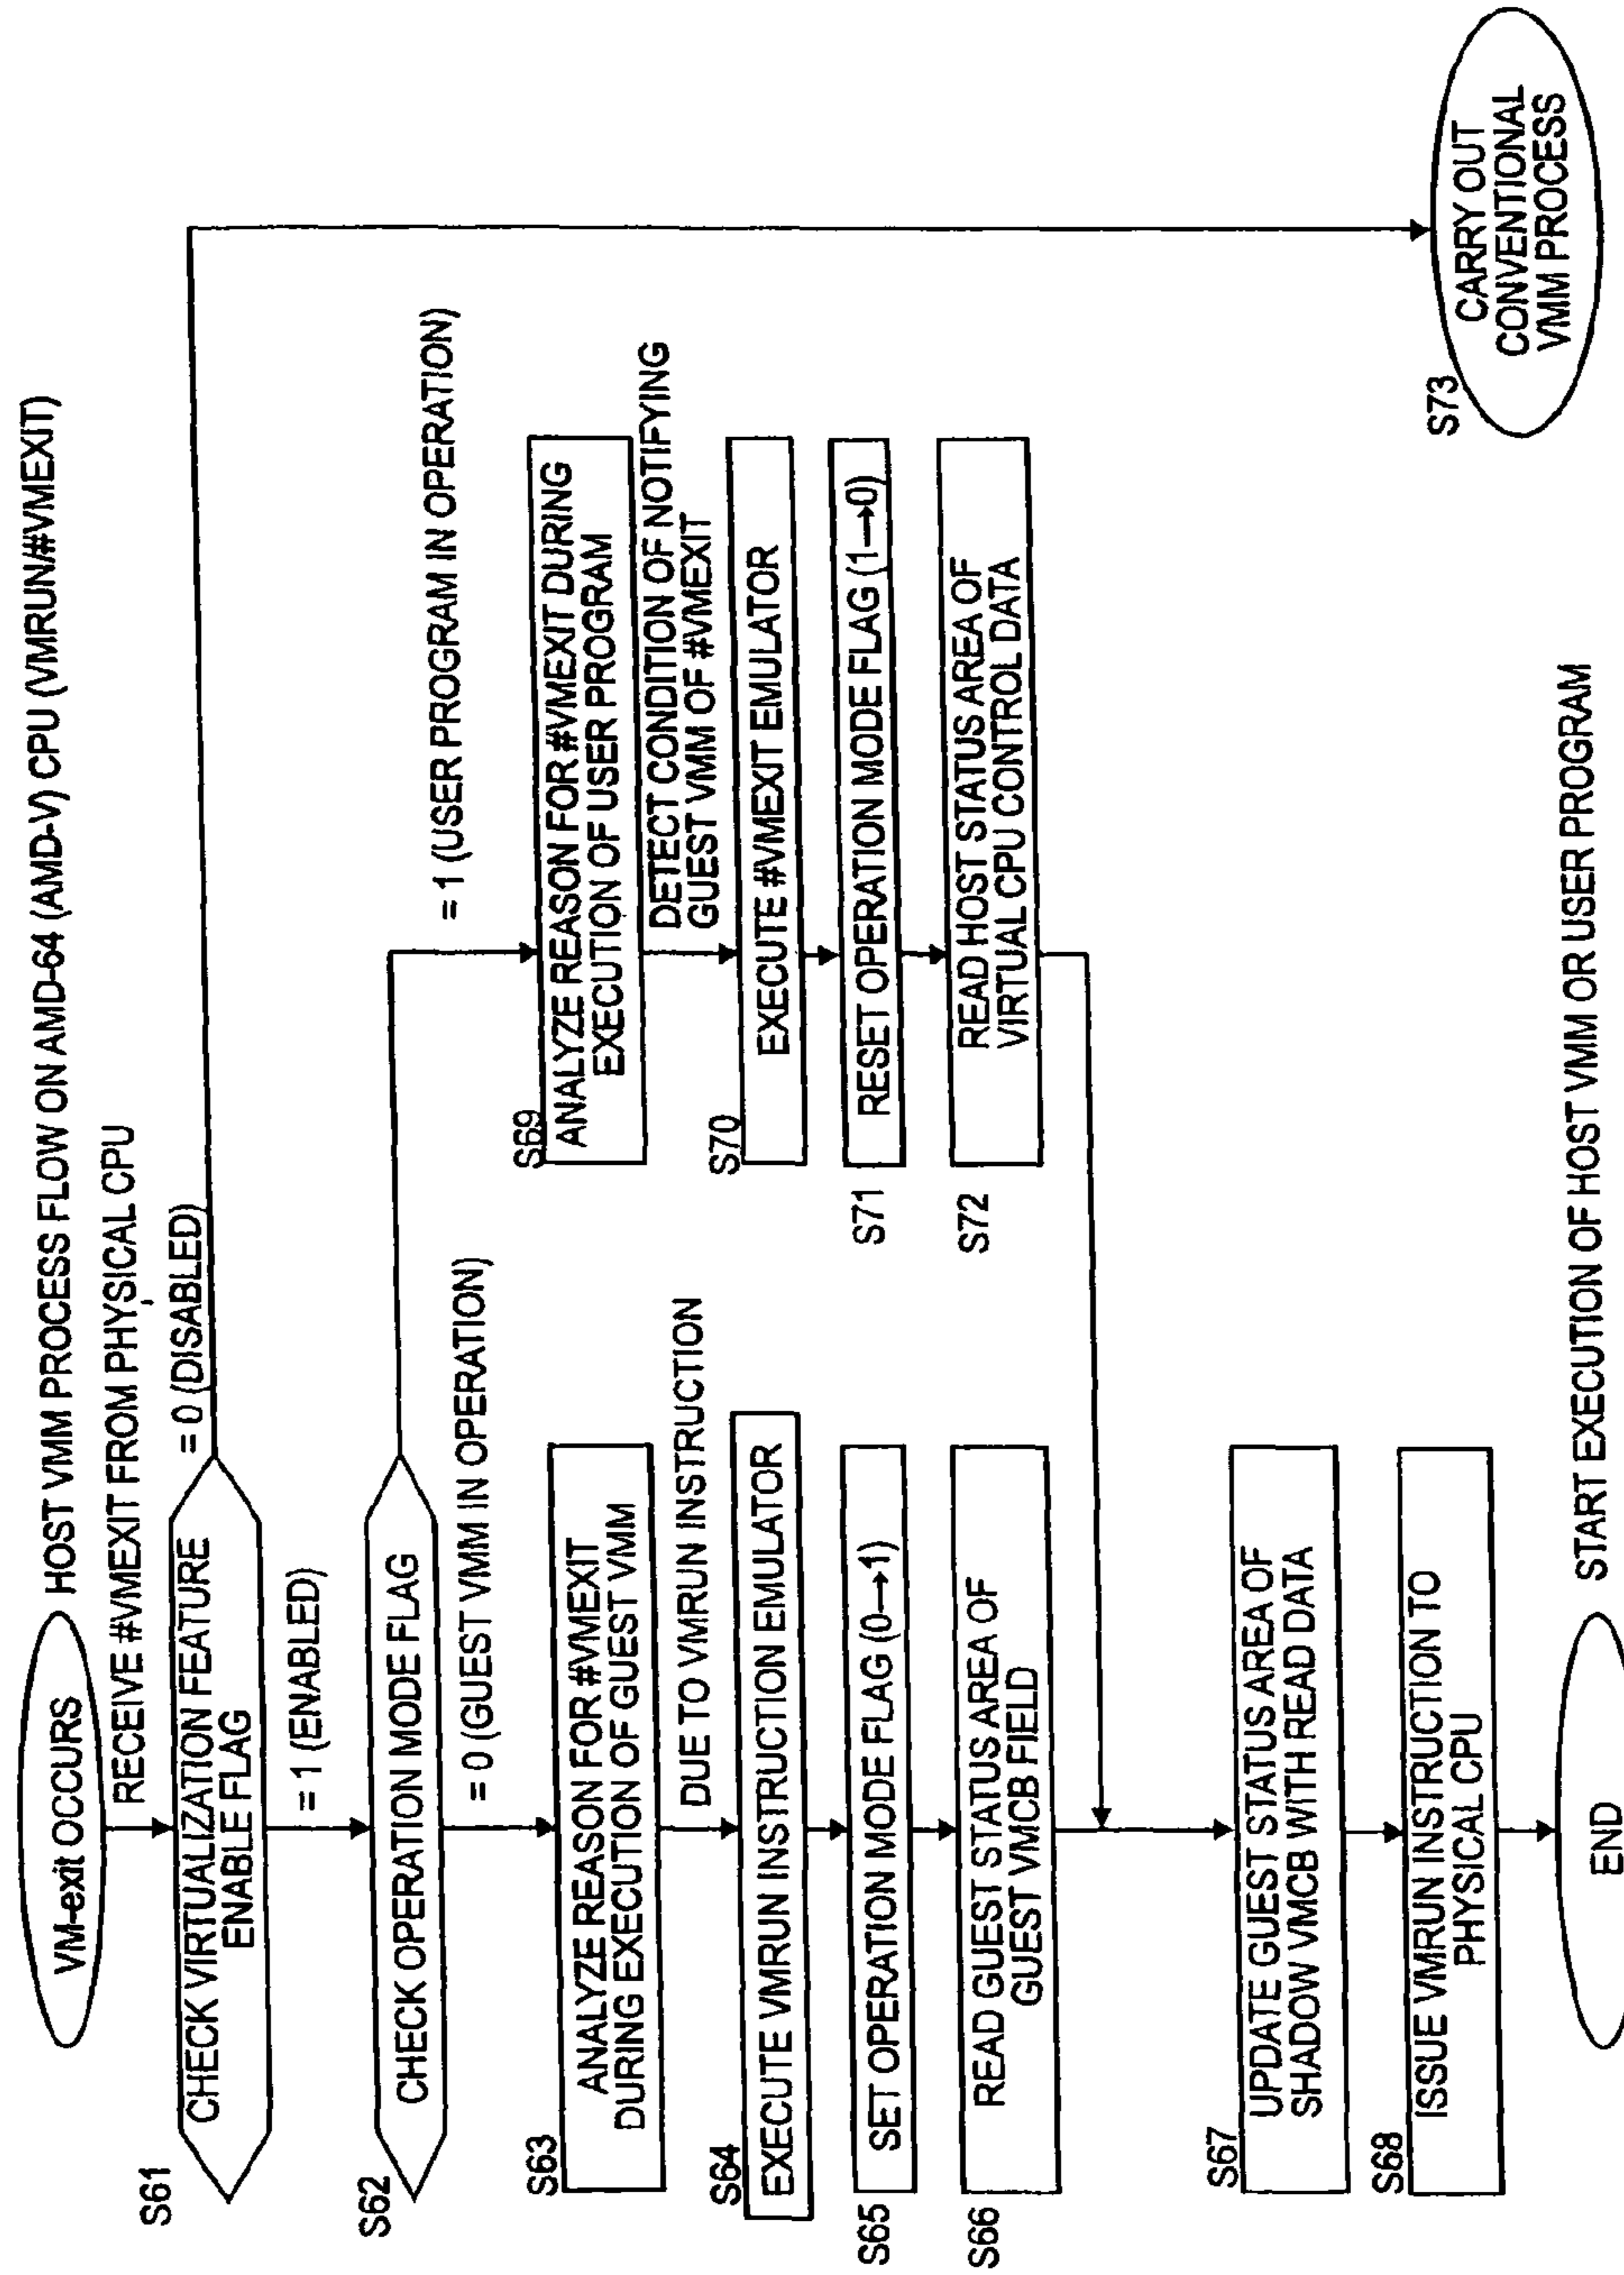 HOST VMM PROCESS FLOW ON AMD-64 (AMD-V) CPU (VMRUN/#VMEXIT)
VM-exit OCCURS
RECEIVE #VMEXIT FROM PHYSICAL CPU
S61
CHECK VIRTUALIZATION FEATURE
ENABLE FLAG
= 0 (DISABLED)
= 1 (ENABLED)
S62
CHECK OPERATION MODE FLAG
= 0 (GUEST VMM IN OPERATION)
= 1 (USER PROGRAM IN OPERATION)
S63
ANALYZE REASON FOR #VMEXIT
DURING EXECUTION OF GUEST VMM
DUE TO VMRUN INSTRUCTION
S64
EXECUTE VMRUN INSTRUCTION EMULATOR
S65
SET OPERATION MODE FLAG (0→1)
S66
READ GUEST STATUS AREA OF
GUEST VMCB FIELD
S69
ANALYZE REASON FOR #VMEXIT DURING
EXECUTION OF USER PROGRAM
DETECT CONDITION OF NOTIFYING
GUEST VMM OF #VMEXIT
S70
EXECUTE #VMEXIT EMULATOR
S71
RESET OPERATION MODE FLAG (1→0)
S72
READ HOST STATUS AREA OF
VIRTUAL CPU CONTROL DATA
S67
UPDATE GUEST STATUS AREA OF
SHADOW VMCB WITH READ DATA
S68
ISSUE VMRUN INSTRUCTION TO
PHYSICAL CPU
S73
CARRY OUT
CONVENTIONAL
VMM PROCESS
END
START EXECUTION OF HOST VMM OR USER PROGRAM